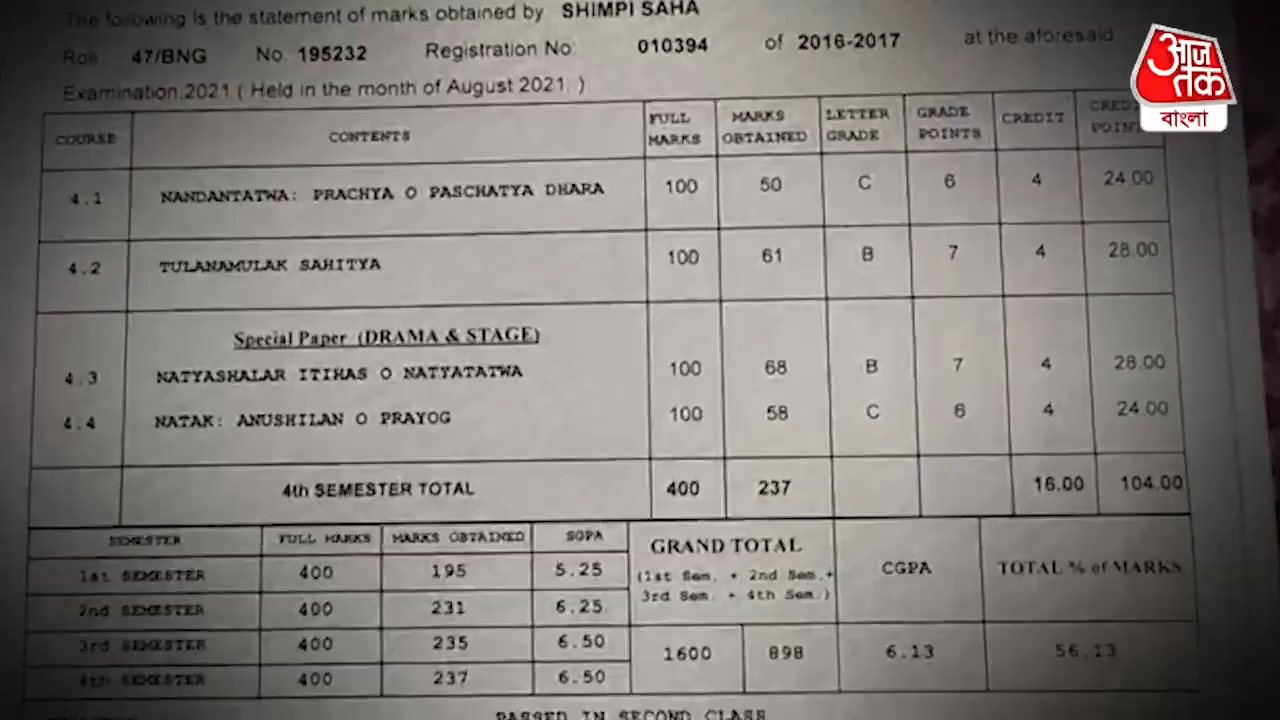 The following is the statement of marks obtained by SHIMPI SAHA
Roll 47/BNG No. 195232 Registration No: 010394 of 2016-2017 at the aforesaid
Examination,2021 ( Held in the month of August 2021 )
आज तक
বাংলা
COURSE CONTENTS FULL MARKS MARKS OBTAINED LETTER GRADE GRADE POINTS CREDIT
4.1 NANDANTATWA: PRACHYA O PASCHATYA DHARA 100 50 C 6 4 24.00
4.2 TULANAMULAK SAHITYA 100 61 B 7 4 28.00
Special Paper (DRAMA & STAGE)
4.3 NATYASHALAR ITIHAS O NATYATATWA 100 68 B 7 4 28.00
4.4 NATAK: ANUSHILAN O PRAYOG 100 58 C 6 4 24.00
4th SEMESTER TOTAL 400 237 16.00 104.00
SEMESTER FULL MARKS MARKS OBTAINED SGPA GRAND TOTAL CGPA TOTAL % of MARKS
(1st Sem. + 2nd Sem.+
3rd Sem. + 4th Sem.)
1st SEMESTER 400 195 5.25
2nd SEMESTER 400 231 6.25
3rd SEMESTER 400 235 6.50 1600 898 6.13 56.13
4th SEMESTER 400 237 6.50
PASSED IN SECOND CLASS